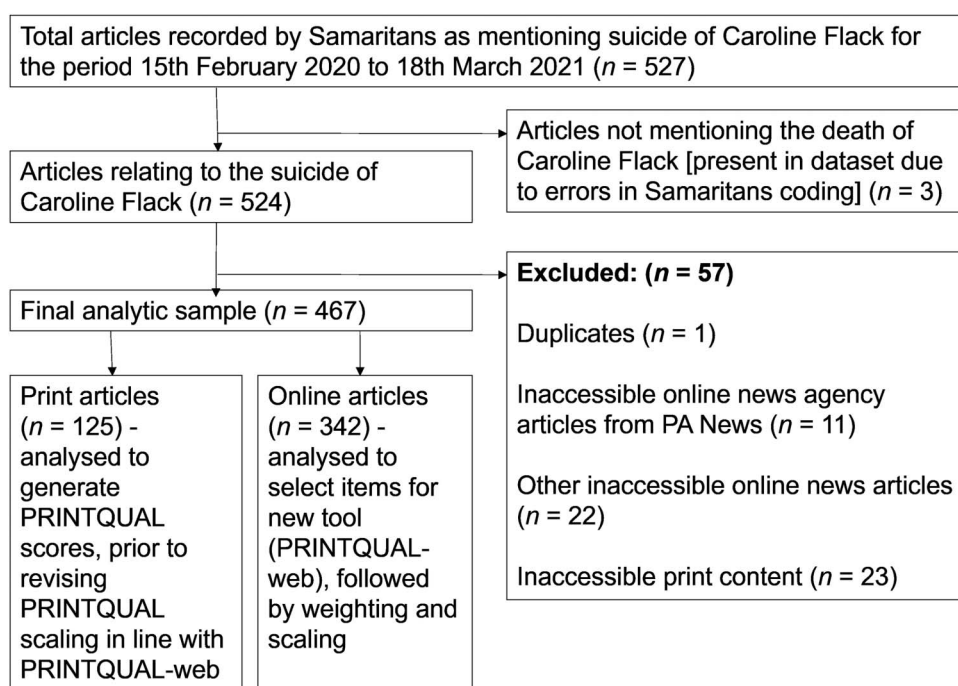 Total articles recorded by Samaritans as mentioning suicide of Caroline Flack for
the period 15th February 2020 to 18th March 2021 (n = 527)
Articles not mentioning the death of
Caroline Flack [present in dataset due
to errors in Samaritans coding] (n = 3)
Articles relating to the suicide of
Caroline Flack (n = 524)
Excluded: (n = 57)
Duplicates (n = 1)
Inaccessible online news agency
articles from PA News (n = 11)
Other inaccessible online news articles
(n = 22)
Inaccessible print content (n = 23)
Final analytic sample (n = 467)
Print articles
(n = 125) -
analysed to
generate
PRINTQUAL
scores, prior to
revising
PRINTQUAL
scaling in line with
PRINTQUAL-web
Online articles
(n = 342) -
analysed to
select items for
new tool
(PRINTQUAL-
web), followed
by weighting and
scaling